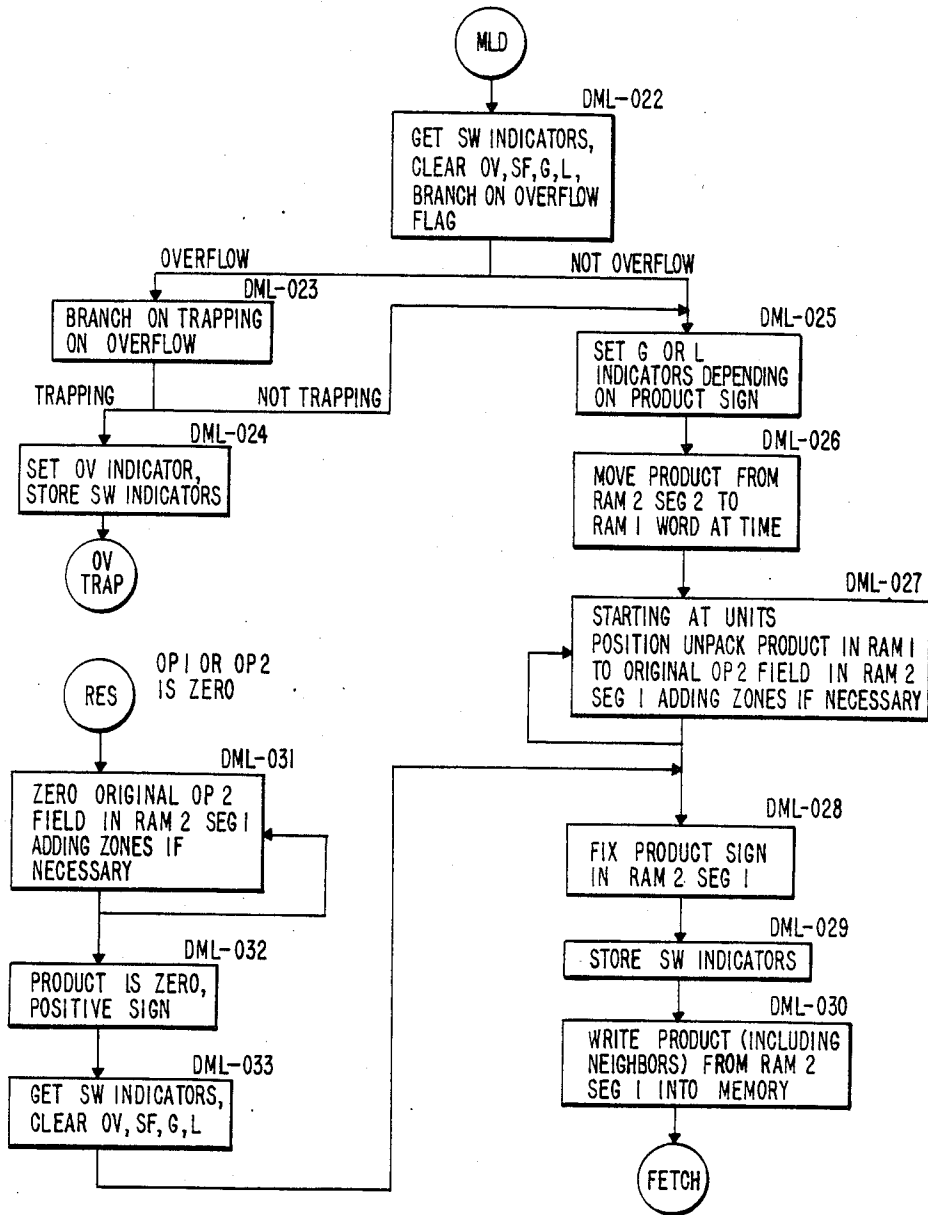 MLD
DML-022
GET SW INDICATORS,
CLEAR OV, SF, G, L,
BRANCH ON OVERFLOW
FLAG
OVERFLOW
NOT OVERFLOW
DML-023
BRANCH ON TRAPPING
ON OVERFLOW
TRAPPING
NOT TRAPPING
DML-024
SET OV INDICATOR,
STORE SW INDICATORS
OV
TRAP
DML-025
SET G OR L
INDICATORS DEPENDING
ON PRODUCT SIGN
DML-026
MOVE PRODUCT FROM
RAM 2 SEG 2 TO
RAM 1 WORD AT TIME
DML-027
STARTING AT UNITS
POSITION UNPACK PRODUCT IN RAM 1
TO ORIGINAL OP 2 FIELD IN RAM 2
SEG 1 ADDING ZONES IF NECESSARY
RES
OP 1 OR OP 2
IS ZERO
DML-031
ZERO ORIGINAL OP 2
FIELD IN RAM 2 SEG 1
ADDING ZONES IF
NECESSARY
DML-032
PRODUCT IS ZERO,
POSITIVE SIGN
DML-033
GET SW INDICATORS,
CLEAR OV, SF, G, L
DML-028
FIX PRODUCT SIGN
IN RAM 2 SEG 1
DML-029
STORE SW INDICATORS
DML-030
WRITE PRODUCT (INCLUDING
NEIGHBORS) FROM RAM 2
SEG 1 INTO MEMORY
FETCH